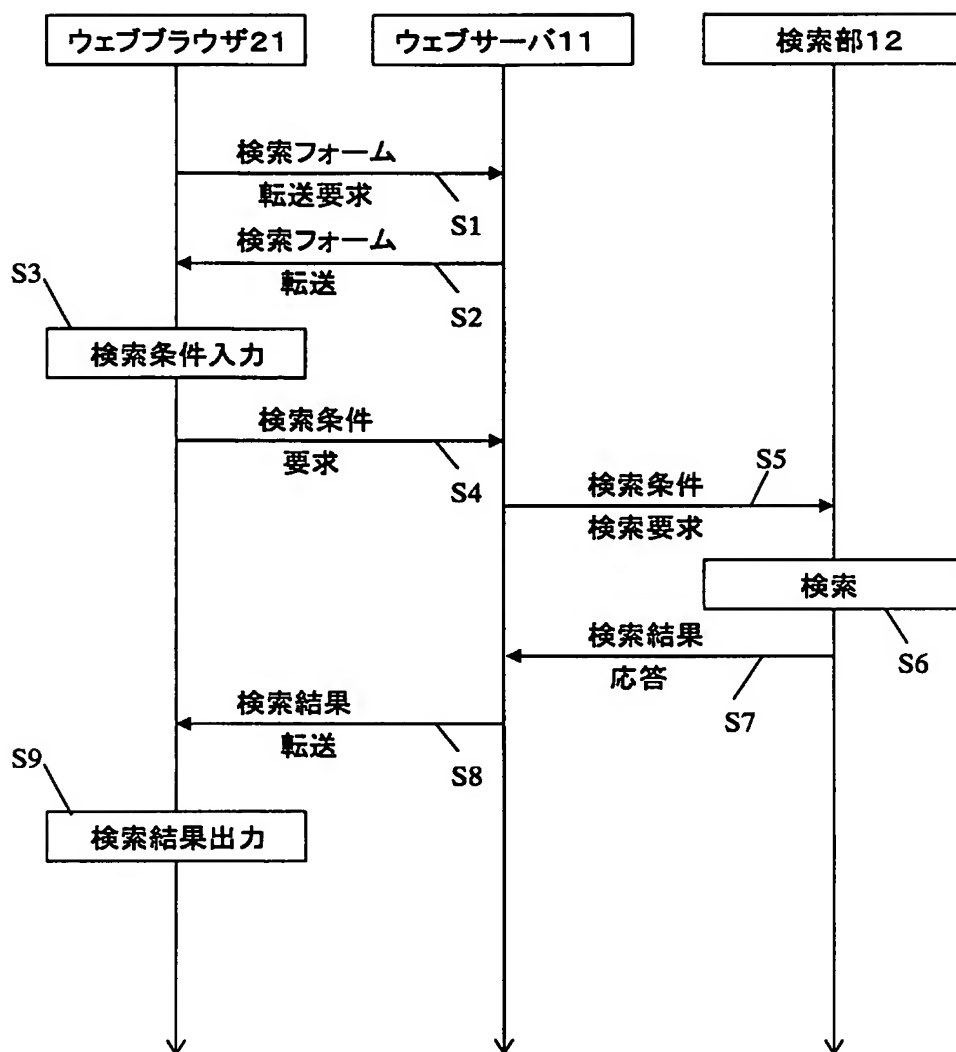 ウェブブラウザ21
ウェブサーバ11
検索部12
検索フォーム
転送要求
S1
検索フォーム
転送
S2
S3
検索条件入力
検索条件
要求
S4
S5
検索条件
検索要求
検索
S6
検索結果
応答
S7
検索結果
転送
S8
S9
検索結果出力